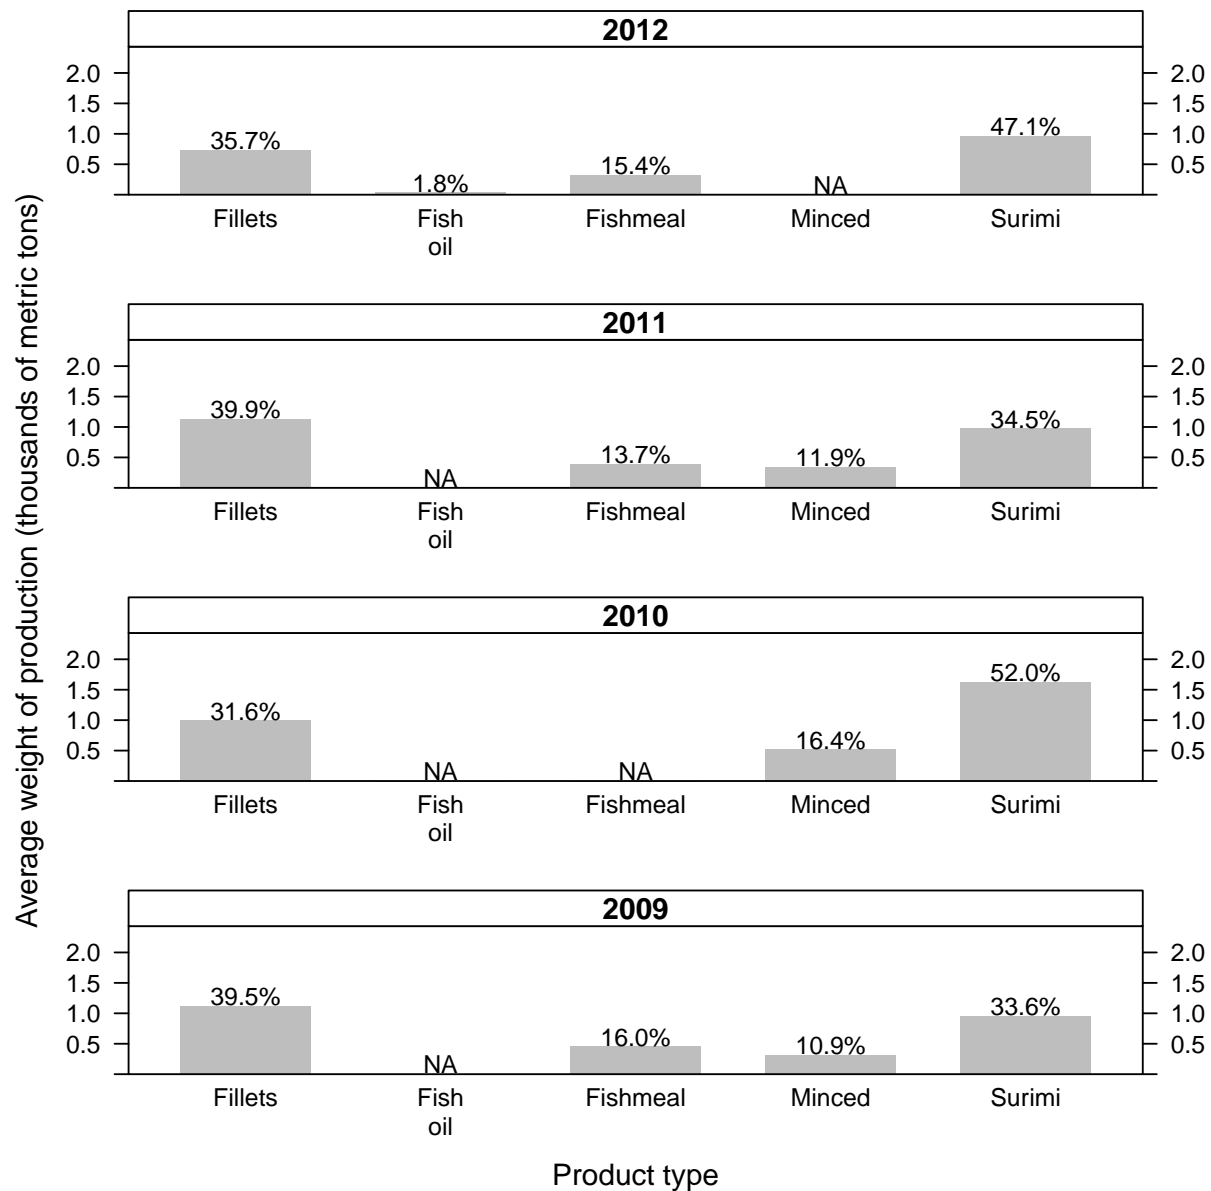 Average weight of production (thousands of metric tons)
2012
2.0 2.0
1.5 1.5
1.0 1.0
0.5 0.5
35.7% 1.8% 15.4% NA 47.1%
Fillets Fish oil Fishmeal Minced Surimi
2011
2.0 2.0
1.5 1.5
1.0 1.0
0.5 0.5
39.9% NA 13.7% 11.9% 34.5%
Fillets Fish oil Fishmeal Minced Surimi
2010
2.0 2.0
1.5 1.5
1.0 1.0
0.5 0.5
31.6% NA NA 16.4% 52.0%
Fillets Fish oil Fishmeal Minced Surimi
2009
2.0 2.0
1.5 1.5
1.0 1.0
0.5 0.5
39.5% NA 16.0% 10.9% 33.6%
Fillets Fish oil Fishmeal Minced Surimi
Product type